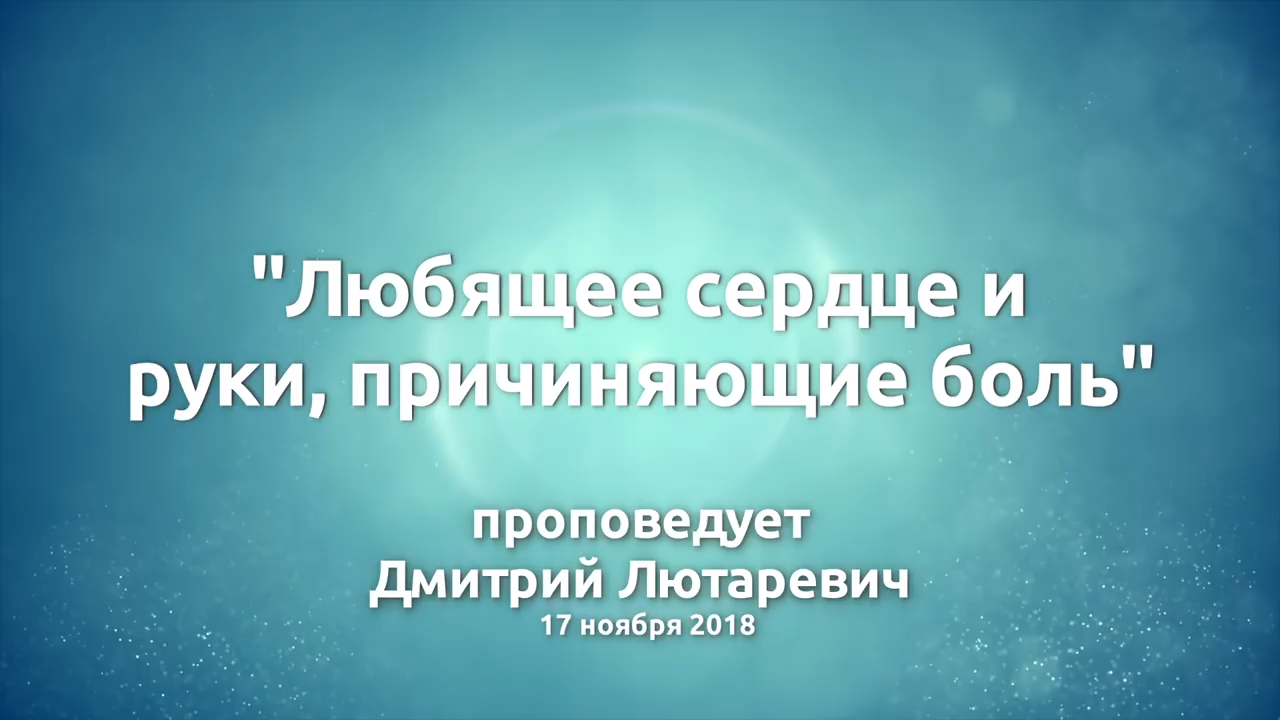 "Любящее сердце и
руки, причиняющие боль"
проповедует
Дмитрий Лютаревич
17 ноября 2018